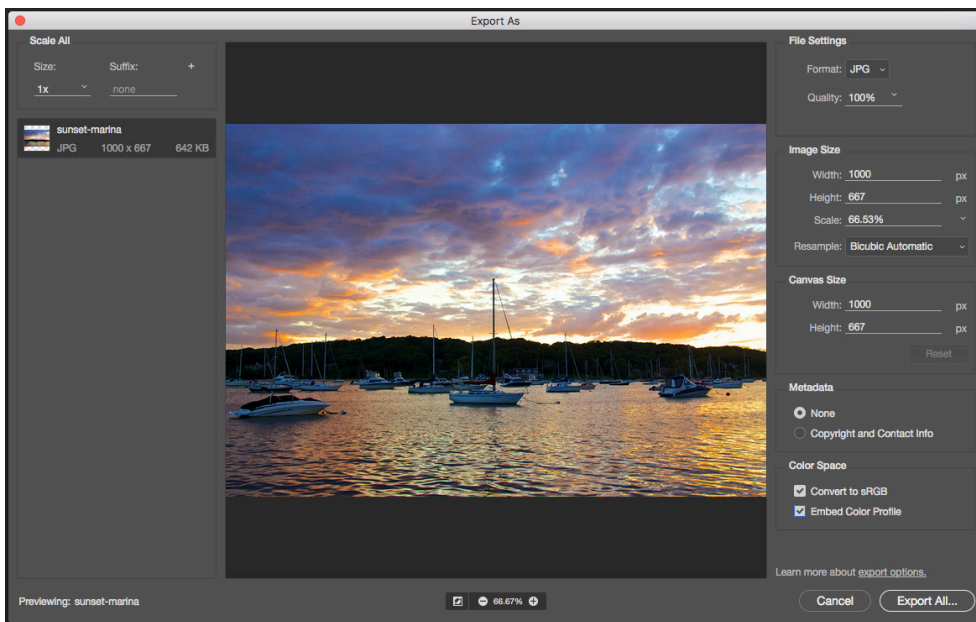 Export As
Scale All
Size: Suffix: +
1x none
sunset-marina
JPG 1000 x 667 642 KB
Previewing: sunset-marina
66.67%
File Settings
Format: JPG
Quality: 100%
Image Size
Width: 1000 px
Height: 667 px
Scale: 66.53%
Resample: Bicubic Automatic
Canvas Size
Width: 1000 px
Height: 667 px
Reset
Metadata
None
Copyright and Contact Info
Color Space
Convert to sRGB
Embed Color Profile
Learn more about export options.
Cancel Export All...